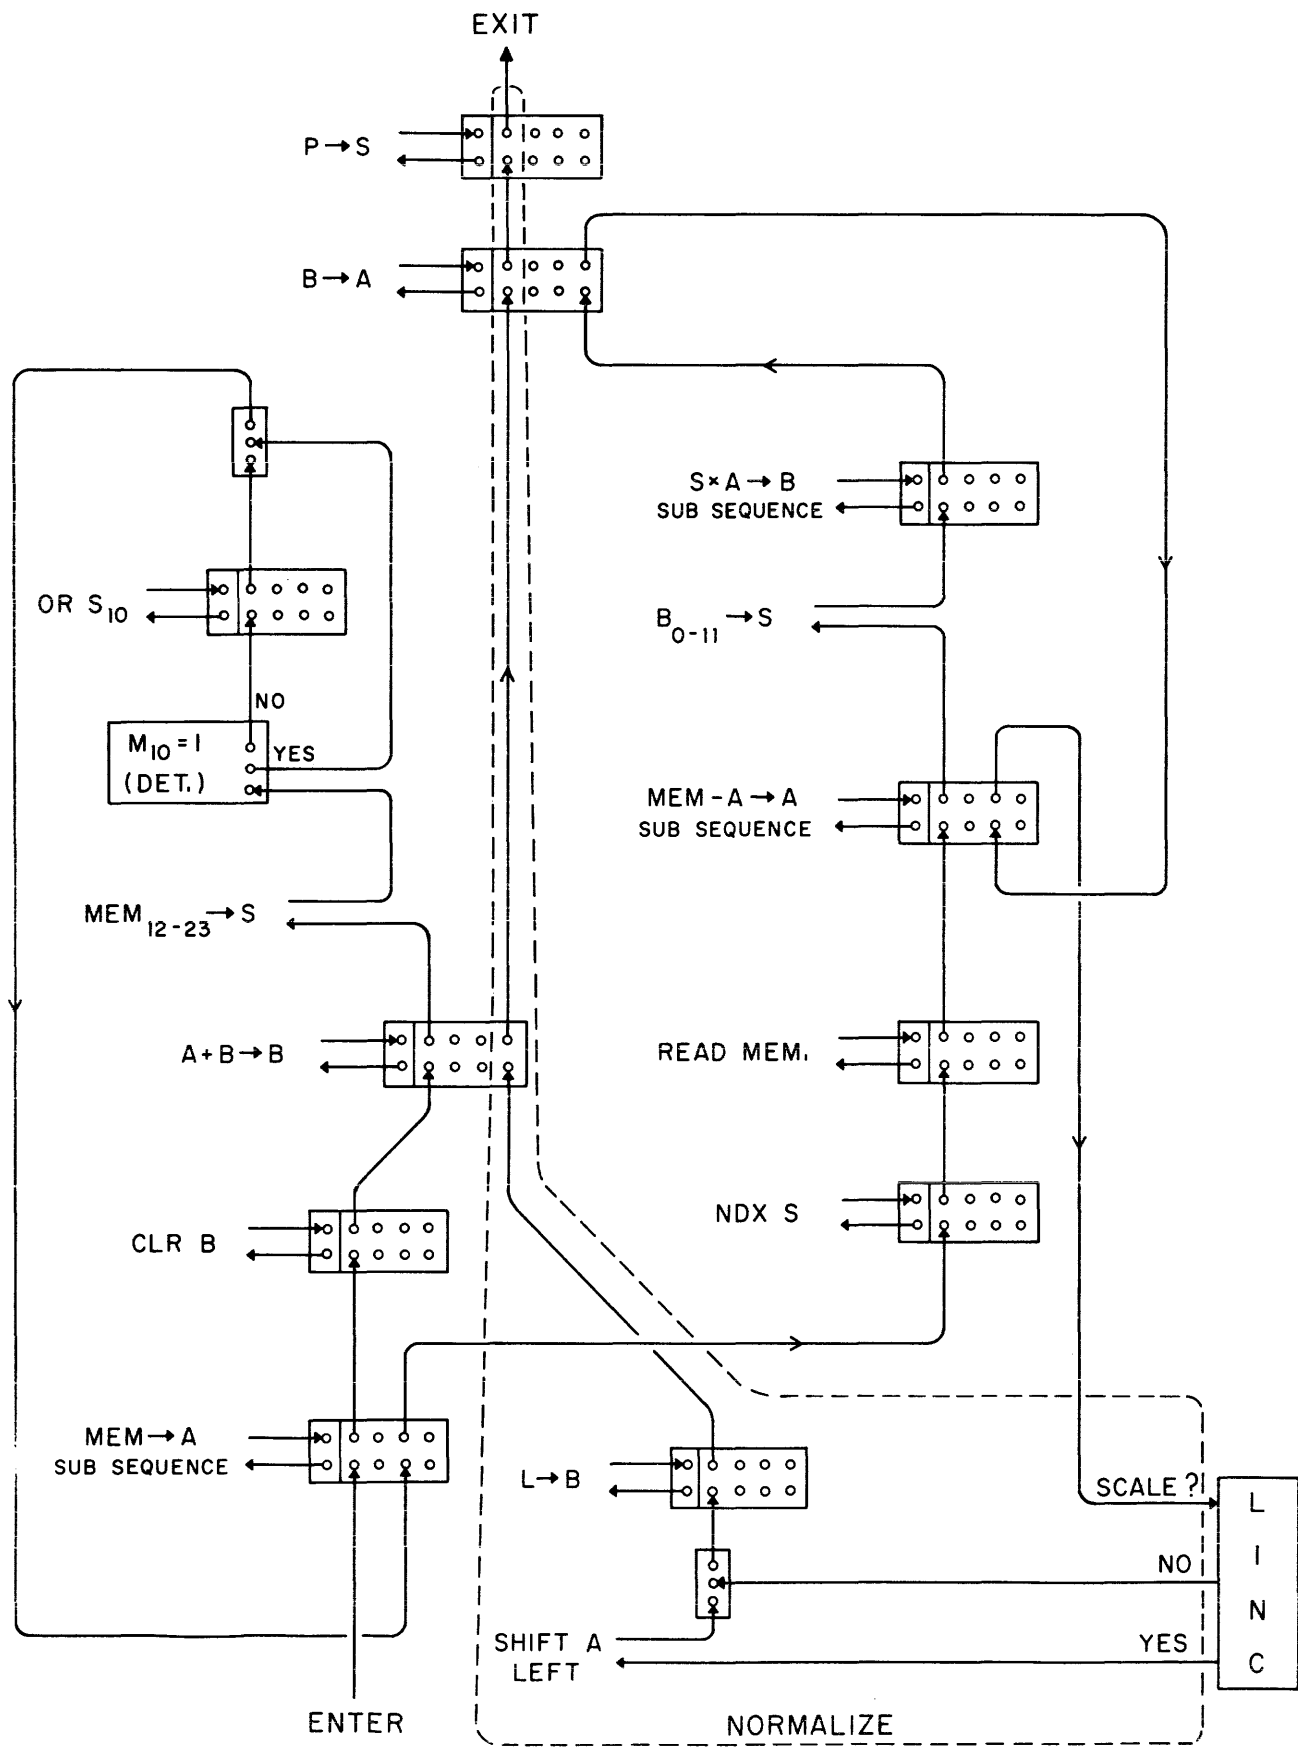 EXIT
P→S
B→A
S×A→B
SUB SEQUENCE
OR S10
B0-11→S
NO
M10=1
(DET.)
YES
MEM-A→A
SUB SEQUENCE
MEM12-23→S
A+B→B
READ MEM.
NDX S
CLR B
MEM→A
SUB SEQUENCE
L→B
SCALE?
LINC
NO
SHIFT A
LEFT
YES
ENTER
NORMALIZE